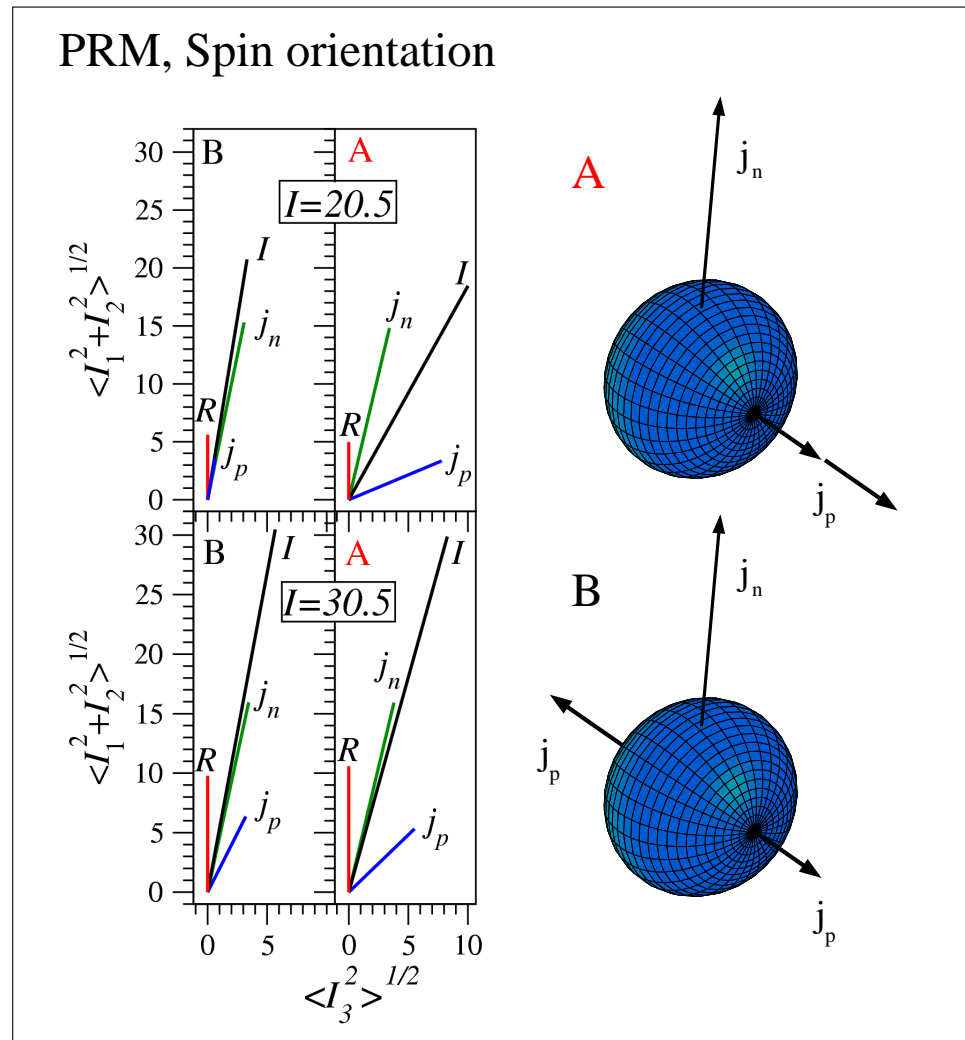 PRM, Spin orientation
B
A
I=20.5
30
25
20
15
10
5
0
<I_1^2+I_2^2>^{1/2}
I
j_n
R
j_p
I
j_n
R
j_p
B
A
I=30.5
30
25
20
15
10
5
0
<I_1^2+I_2^2>^{1/2}
I
j_n
R
j_p
I
j_n
R
j_p
0 5 0 5 10
<I_3^2>^{1/2}
A
j_n
j_p
B
j_n
j_p
j_p